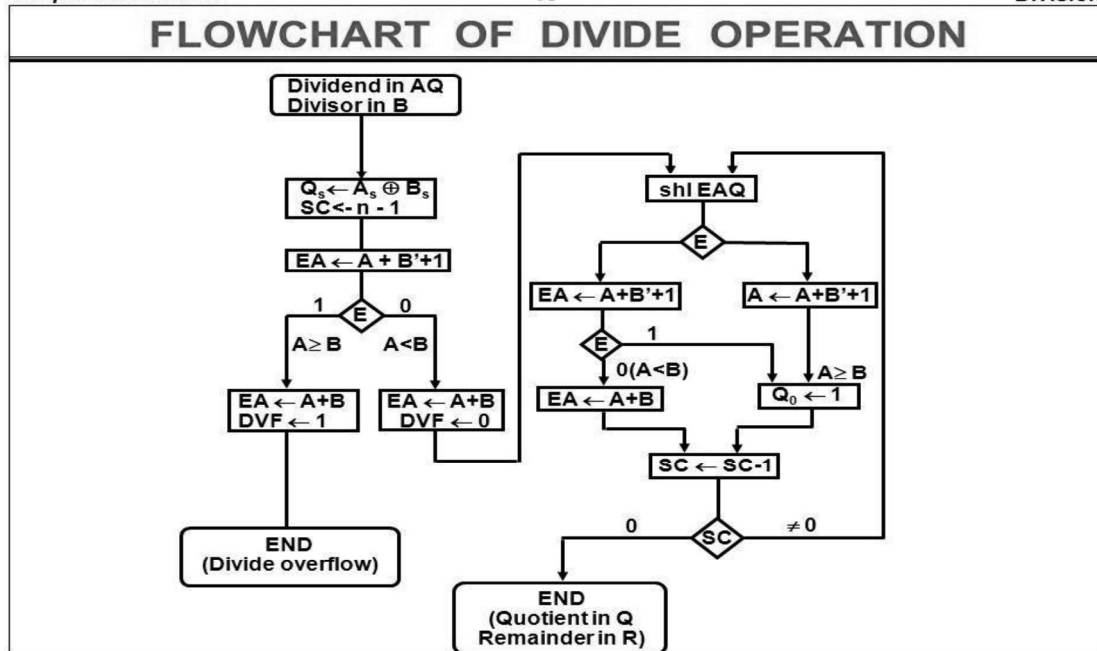 FLOWCHART OF DIVIDE OPERATION
Dividend in AQ
Divisor in B
Qs← As ⊕ Bs
SC<- n - 1
EA ← A + B’+1
1
E
0
A≥ B
A<B
EA ← A+B
DVF ← 1
EA ← A+B
DVF ← 0
END
(Divide overflow)
shl EAQ
E
EA ← A+B’+1
A ← A+B’+1
E
1
0(A<B)
A≥ B
EA ← A+B
Q0 ← 1
SC ← SC-1
0
SC
≠0
END
(Quotient in Q
Remainder in R)